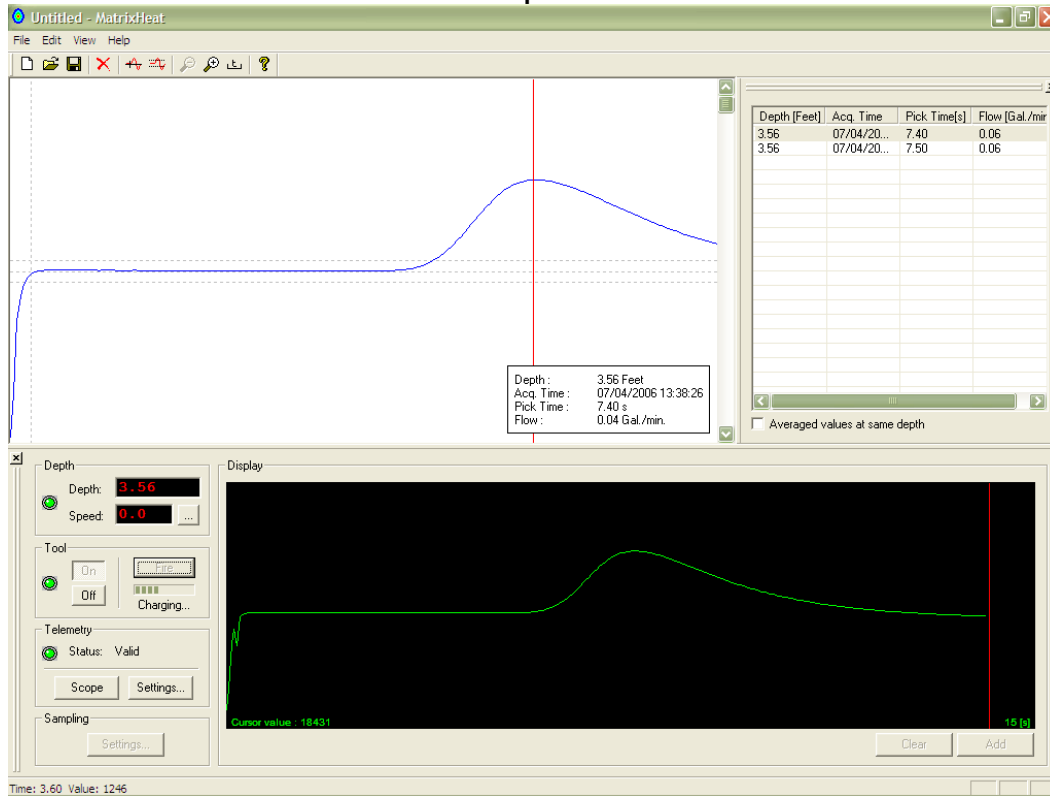 Untitled - MatrixHeat
File Edit View Help
Depth [Feet] Acq. Time Pick Time[s] Flow [Gal./mir
3.56 07/04/20... 7.40 0.06
3.56 07/04/20... 7.50 0.06
Depth : 3.56 Feet
Acq. Time : 07/04/2006 13:38:26
Pick Time : 7.40 s
Flow : 0.04 Gal./min.
Averaged values at same depth
Depth
Depth: 3.56
Speed: 0.0 ...
Tool
On Fire
Off
Charging...
Telemetry
Status: Valid
Scope Settings...
Sampling
Settings...
Display
Cursor value : 18431 15 [s]
Clear Add
Time: 3.60 Value: 1246